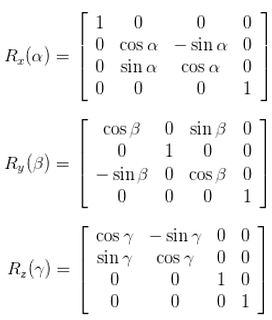 R_x(α) = [ 1 0 0 0
0 cos α − sin α 0
0 sin α cos α 0
0 0 0 1 ]
R_y(β) = [ cos β 0 sin β 0
0 1 0 0
− sin β 0 cos β 0
0 0 0 1 ]
R_z(γ) = [ cos γ − sin γ 0 0
sin γ cos γ 0 0
0 0 1 0
0 0 0 1 ]